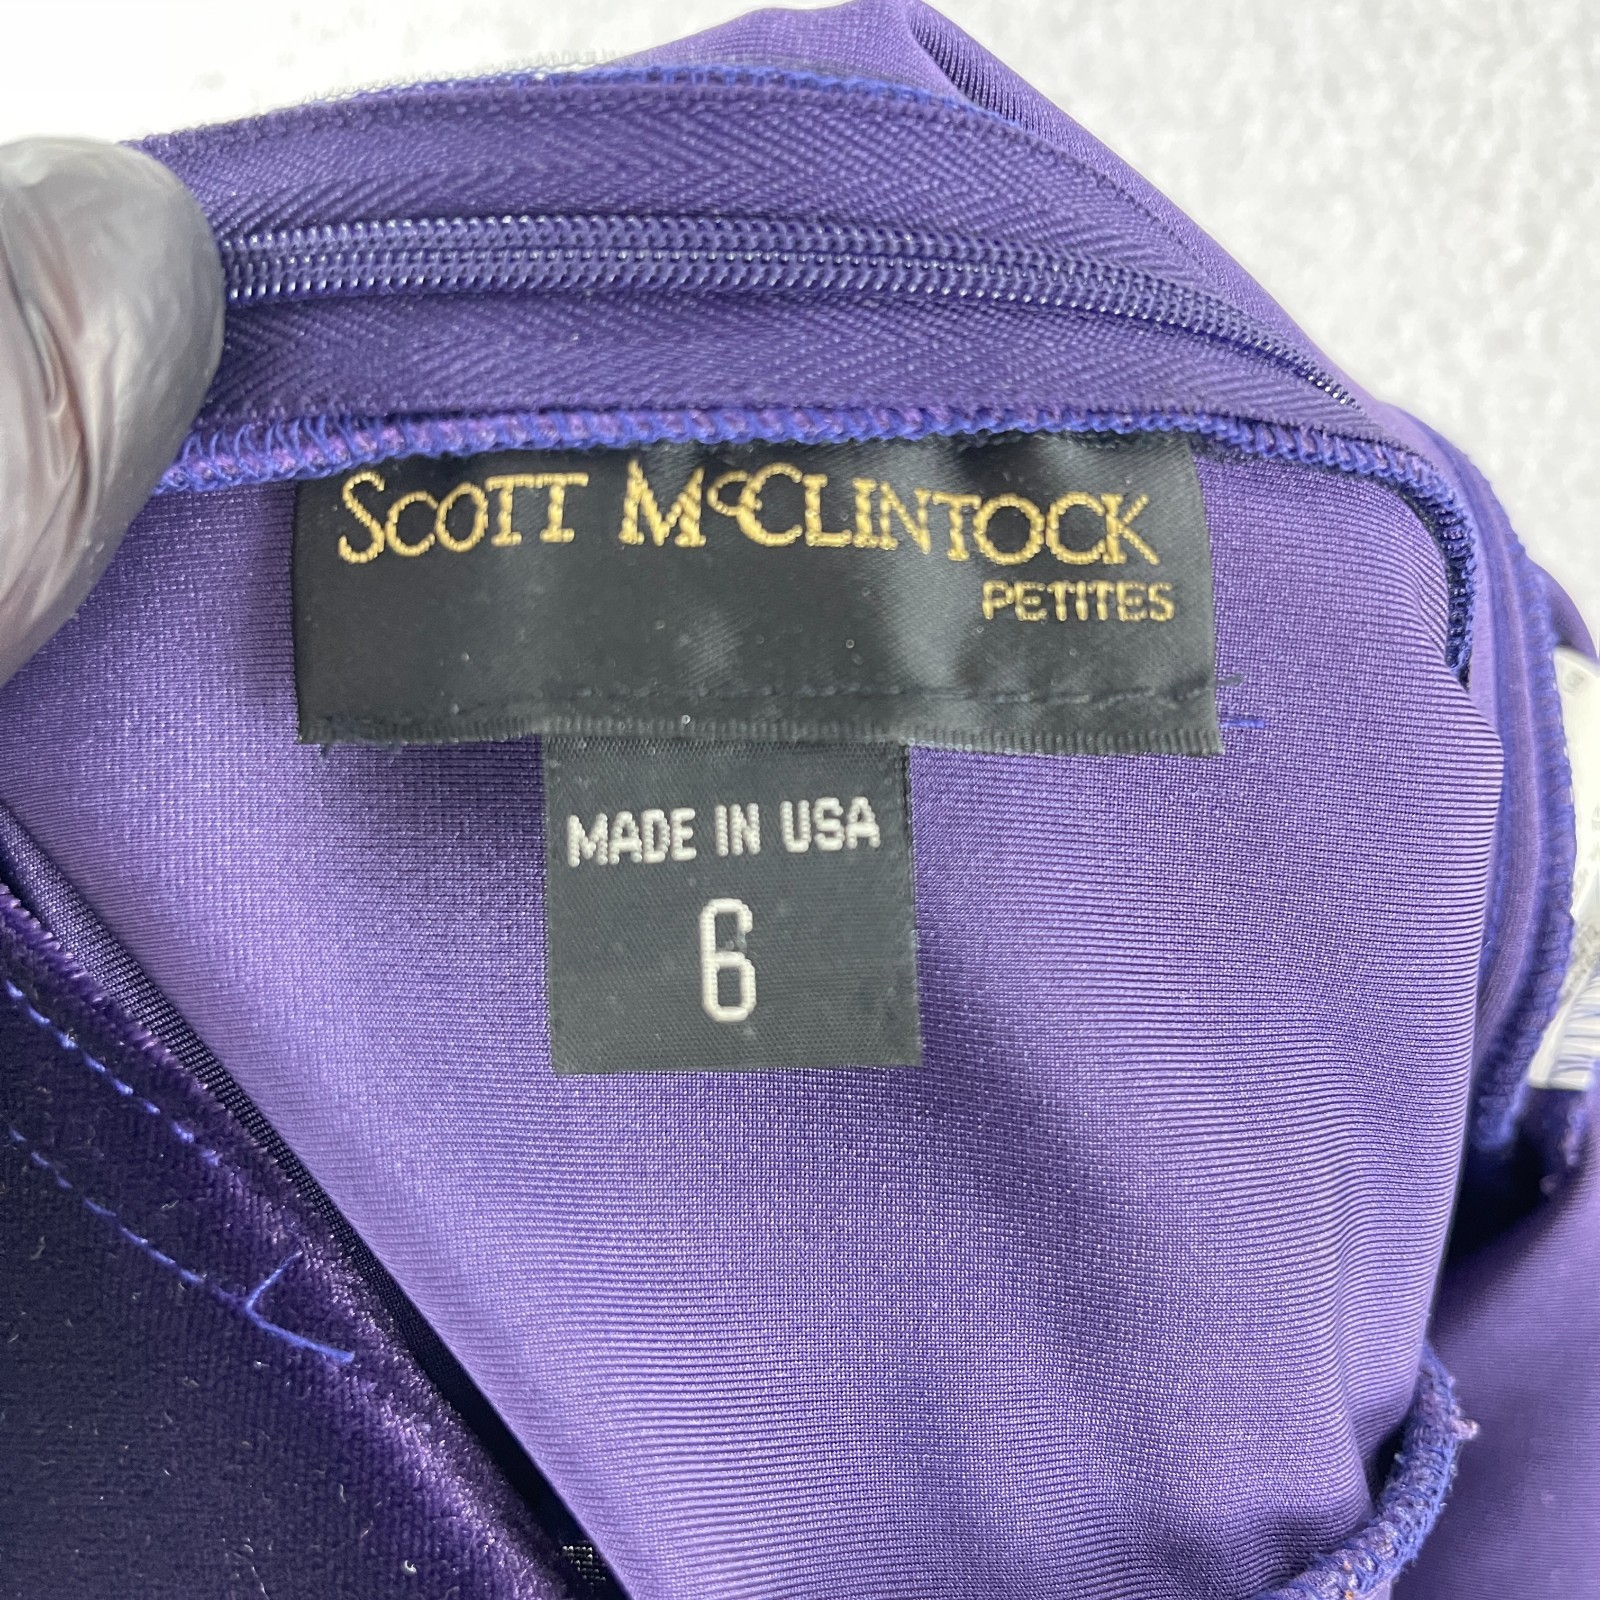 SCOTT McCLINTOCK
PETITES
MADE IN USA
6